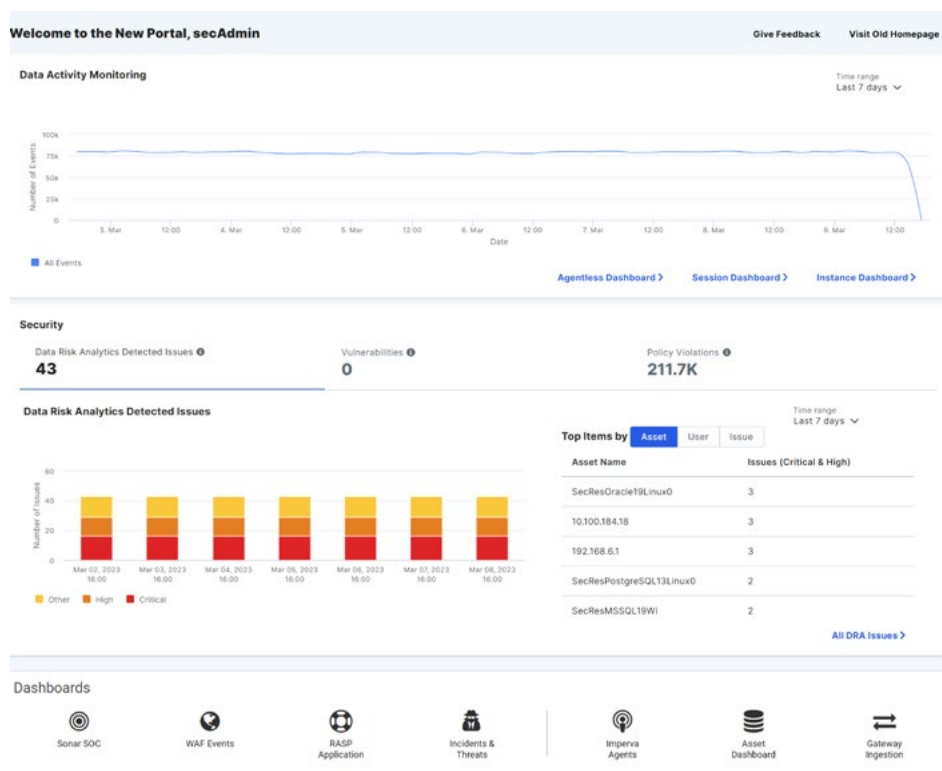 Welcome to the New Portal, secAdmin
Give Feedback
Visit Old Homepage
Data Activity Monitoring
Time range
Last 7 days
100k
75k
50k
25k
0
Number of Events
3. Mar
12:00
4. Mar
12:00
5. Mar
12:00
6. Mar
12:00
7. Mar
12:00
8. Mar
12:00
9. Mar
12:00
Date
All Events
Agentless Dashboard
Session Dashboard
Instance Dashboard
Security
Data Risk Analytics Detected Issues
43
Vulnerabilities
0
Policy Violations
211.7K
Data Risk Analytics Detected Issues
Time range
Last 7 days
60
40
20
0
Number of Issues
Mar 02, 2023
16:00
Mar 03, 2023
16:00
Mar 04, 2023
16:00
Mar 05, 2023
16:00
Mar 06, 2023
16:00
Mar 07, 2023
16:00
Mar 08, 2023
16:00
Other
High
Critical
Top Items by
Asset
User
Issue
Asset Name
Issues (Critical & High)
SecResOracle19Linux0
3
10.100.184.18
3
192.168.6.1
3
SecResPostgreSQL13Linux0
2
SecResMSSQL19Wi
2
All DRA Issues
Dashboards
Sonar SOC
WAF Events
RASP
Application
Incidents &
Threats
Imperva
Agents
Asset
Dashboard
Gateway
Ingestion